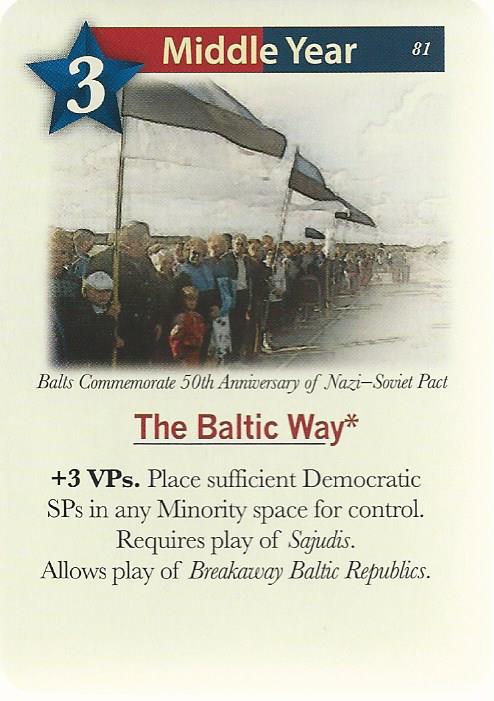 Middle Year
81
3
Balts Commemorate 50th Anniversary of Nazi–Soviet Pact
The Baltic Way*
+3 VPs. Place sufficient Democratic
SPs in any Minority space for control.
Requires play of Sajudis.
Allows play of Breakaway Baltic Republics.